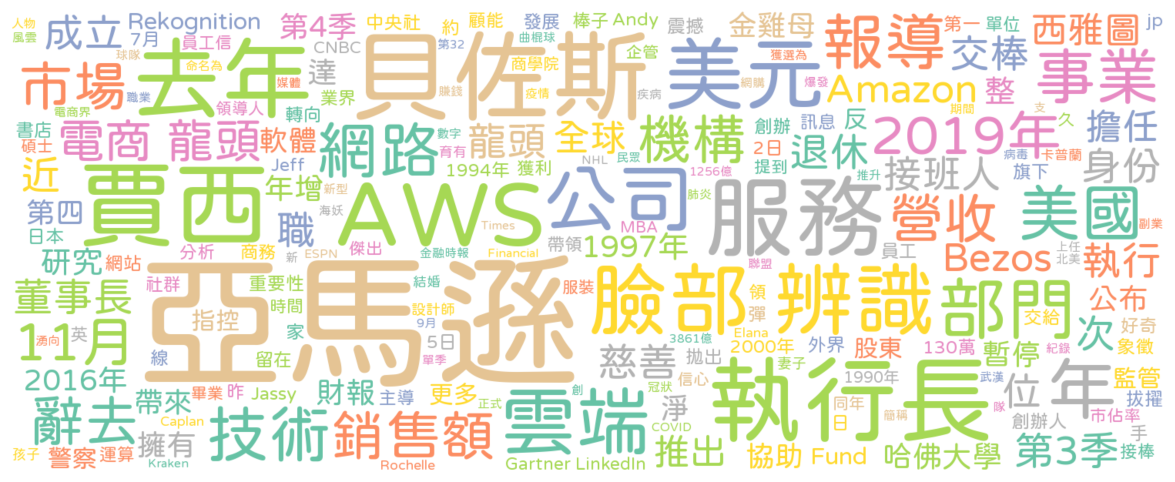 人物
風雲
成立
Rekognition
7月
員工信
第4季
CNBC
中央社
達
業界
約
第32
顧能
曲棍球
企管
發展
商學院
棒子
Andy
震撼
疾病
金雞母
獲選為
網購
爆發
報導
第一
單位
西雅圖
jp
交棒
球隊
命名為
媒體
市場
職業
去年
領導人
轉向
貝佐斯
賺錢
疫情
美元
Amazon
期間
整
支
事業
電商界
書店
碩士
電商 龍頭
軟體
Jeff
網路
數字
育有
1994年
龍頭
獲利
全球
NHL
民眾
機構
1256億
創辦
訊息
2日
提到
反
退休
推升
2019年
久
病毒
旗下
卡普蘭
擔任
身份
近
賈西
年增
新型
海妖
職
AWS
Times
肺炎
公司
MBA
服務
接班人
營收
美國
副業
第四
日本
研究
網站
分析
商務
新
ESPN
傑出
金融時報
帶領
Financial
1997年
聯盟
員工
Bezos
上任
北美
執行
董事長
社群
重要性
時間
亞馬遜
結婚
設計師
9月
服裝
臉部 辨識
領
彈
部門
交給
公布
次
好奇
象徵
11月
英
湧向
指控
家
線
留在
5日
單季
慈善
3861億
拋出
信心
Elana
2000年
外界
妻子
股東
130萬
暫停
紀錄
監管
2016年
帶來
畢業
昨
Jassy
財報
主導
更多
正式
雲端
創
冠狀
淨
COVID
執行長
1990年
同年
日
簡稱
武漢
隊
位
年
創辦人
拔擢
市佔率
手
辭去
孩子
警察
運算
擁有
Caplan
Kraken
技術
銷售額
Rochelle
Gartner
LinkedIn
推出
協助
Fund
哈佛大學
第3季
接棒